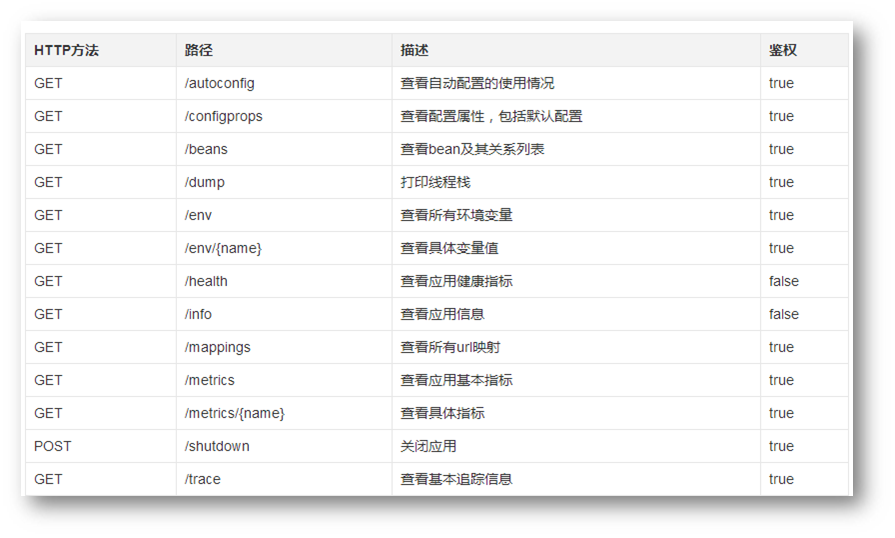 HTTP方法 路径 描述 鉴权
GET /autoconfig 查看自动配置的使用情况 true
GET /configprops 查看配置属性，包括默认配置 true
GET /beans 查看bean及其关系列表 true
GET /dump 打印线程栈 true
GET /env 查看所有环境变量 true
GET /env/{name} 查看具体变量值 true
GET /health 查看应用健康指标 false
GET /info 查看应用信息 false
GET /mappings 查看所有url映射 true
GET /metrics 查看应用基本指标 true
GET /metrics/{name} 查看具体指标 true
POST /shutdown 关闭应用 true
GET /trace 查看基本追踪信息 true